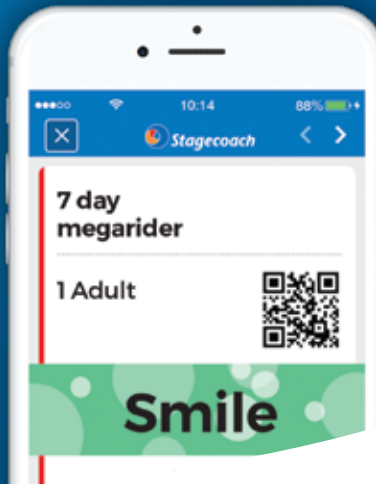 10:14
88%
Stagecoach
7 day
megarider
1 Adult
Smile